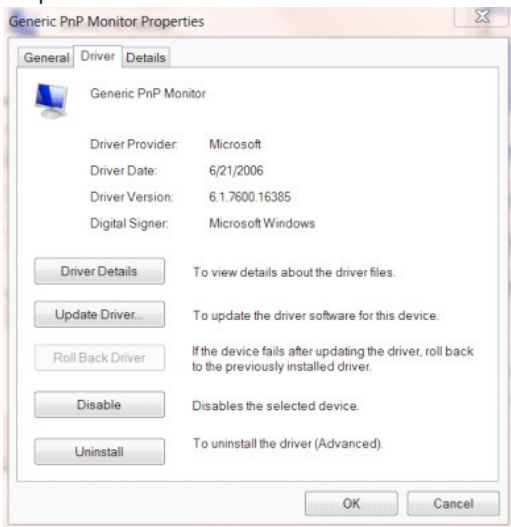 Generic PnP Monitor Properties
General Driver Details
Generic PnP Monitor
Driver Provider: Microsoft
Driver Date: 6/21/2006
Driver Version: 6.1.7600.16385
Digital Signer: Microsoft Windows
Driver Details To view details about the driver files.
Update Driver... To update the driver software for this device.
Roll Back Driver If the device fails after updating the driver, roll back
to the previously installed driver.
Disable Disables the selected device.
Uninstall To uninstall the driver (Advanced).
OK Cancel